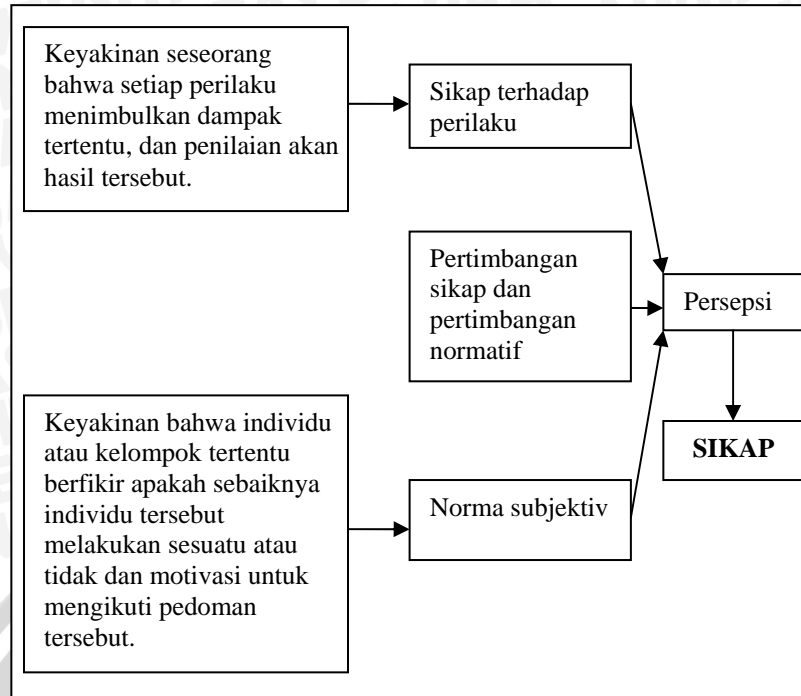 Keyakinan seseorang
bahwa setiap perilaku
menimbulkan dampak
tertentu, dan penilaian akan
hasil tersebut.
Sikap terhadap
perilaku
Pertimbangan
sikap dan
pertimbangan
normatif
Persepsi
SIKAP
Keyakinan bahwa individu
atau kelompok tertentu
berfikir apakah sebaiknya
individu tersebut
melakukan sesuatu atau
tidak dan motivasi untuk
mengikuti pedoman
tersebut.
Norma subjektiv